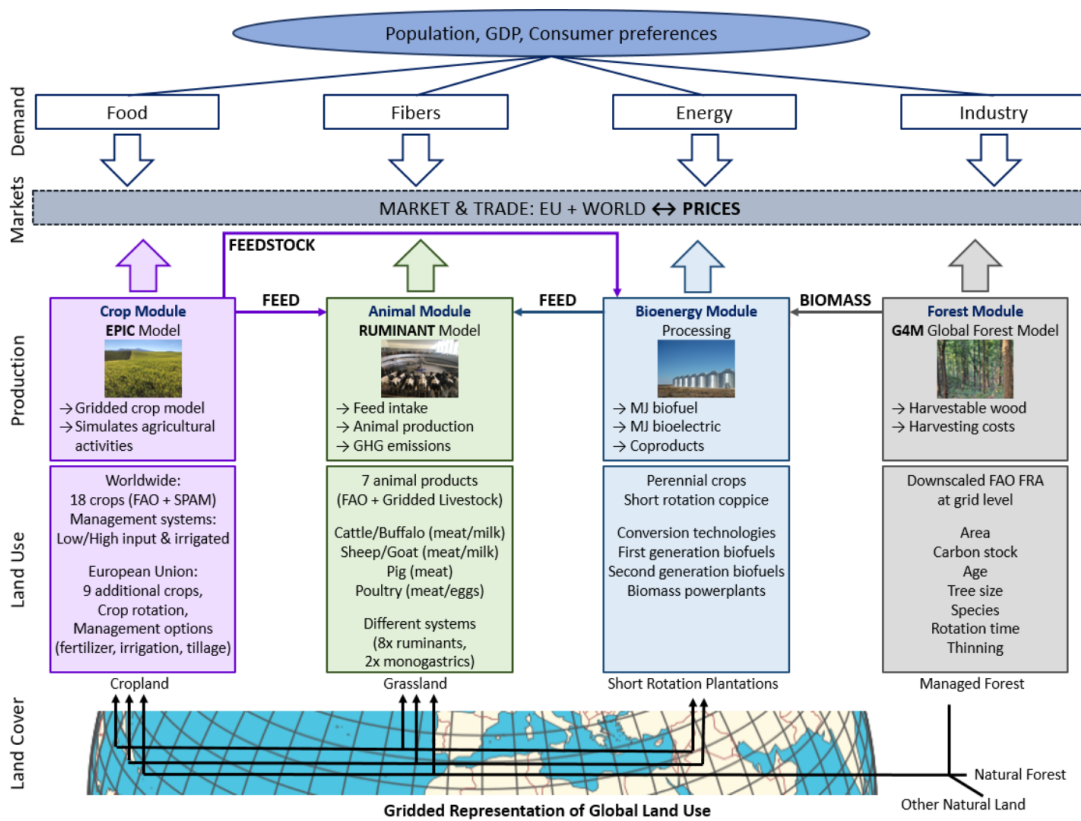 Population, GDP, Consumer preferences
Demand
Food
Fibers
Energy
Industry
Markets
MARKET & TRADE: EU + WORLD ↔ PRICES
FEEDSTOCK
FEED
FEED
BIOMASS
Production
Crop Module
EPIC Model
→ Gridded crop model
→ Simulates agricultural
activities
Animal Module
RUMINANT Model
→ Feed intake
→ Animal production
→ GHG emissions
Bioenergy Module
Processing
→ MJ biofuel
→ MJ bioelectric
→ Coproducts
Forest Module
G4M Global Forest Model
→ Harvestable wood
→ Harvesting costs
Land Use
Worldwide:
18 crops (FAO + SPAM)
Management systems:
Low/High input & irrigated
European Union:
9 additional crops,
Crop rotation,
Management options
(fertilizer, irrigation, tillage)
7 animal products
(FAO + Gridded Livestock)
Cattle/Buffalo (meat/milk)
Sheep/Goat (meat/milk)
Pig (meat)
Poultry (meat/eggs)
Different systems
(8x ruminants,
2x monogastrics)
Perennial crops
Short rotation coppice
Conversion technologies
First generation biofuels
Second generation biofuels
Biomass powerplants
Downscaled FAO FRA
at grid level
Area
Carbon stock
Age
Tree size
Species
Rotation time
Thinning
Land Cover
Cropland
Grassland
Short Rotation Plantations
Managed Forest
Natural Forest
Other Natural Land
Gridded Representation of Global Land Use